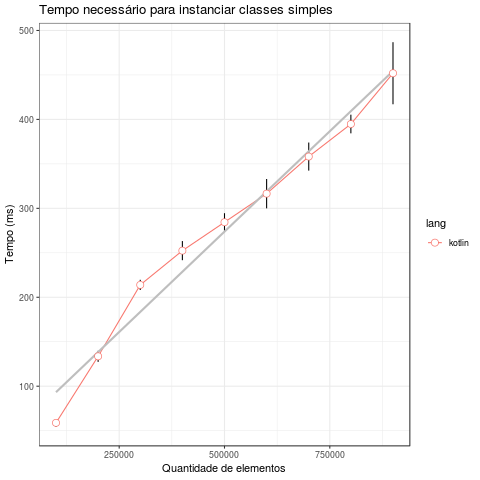 Tempo necessário para instanciar classes simples
500
400
300
200
100
Tempo (ms)
250000
500000
750000
Quantidade de elementos
lang
kotlin